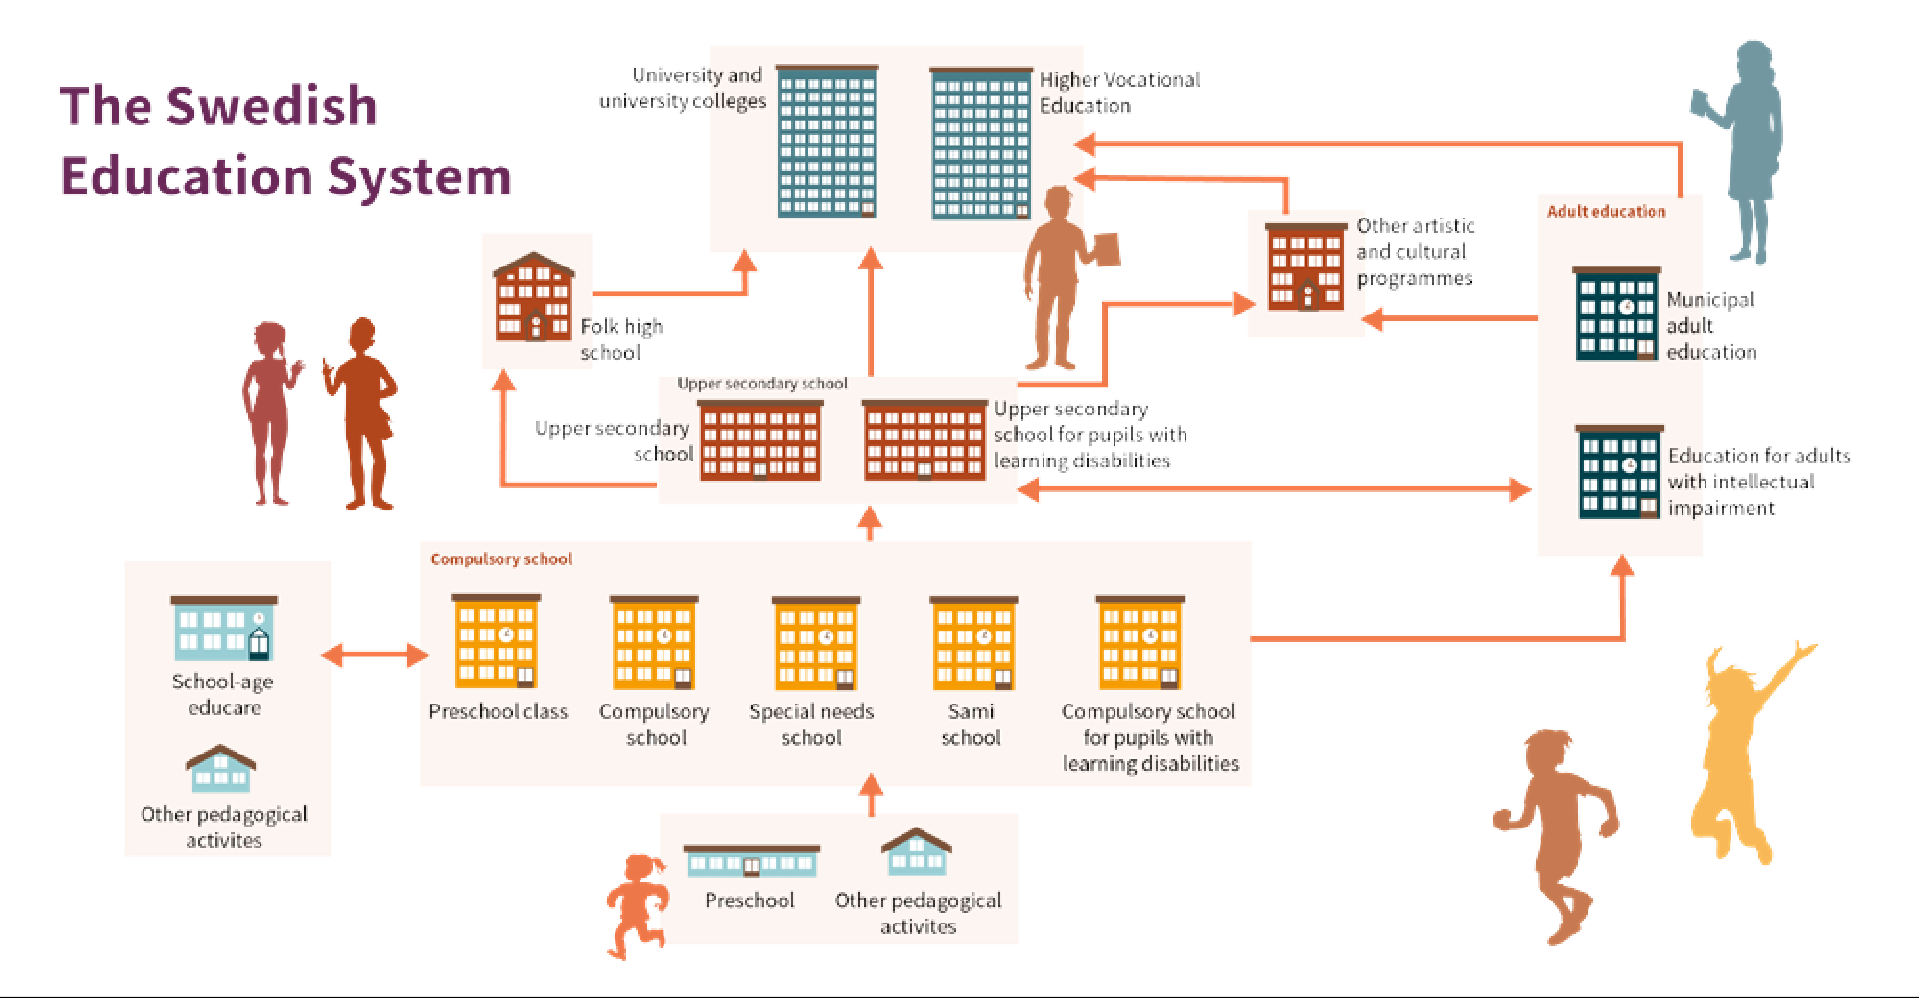 The Swedish
Education System
University and
university colleges
Higher Vocational
Education
Adult education
Other artistic
and cultural
programmes
Municipal
adult
education
Folk high
school
Upper secondary school
Upper secondary
school
Upper secondary
school for pupils with
learning disabilities
Education for adults
with intellectual
impairment
Compulsory school
School-age
educare
Other pedagogical
activites
Preschool class
Compulsory
school
Special needs
school
Sami
school
Compulsory school
for pupils with
learning disabilities
Preschool
Other pedagogical
activites